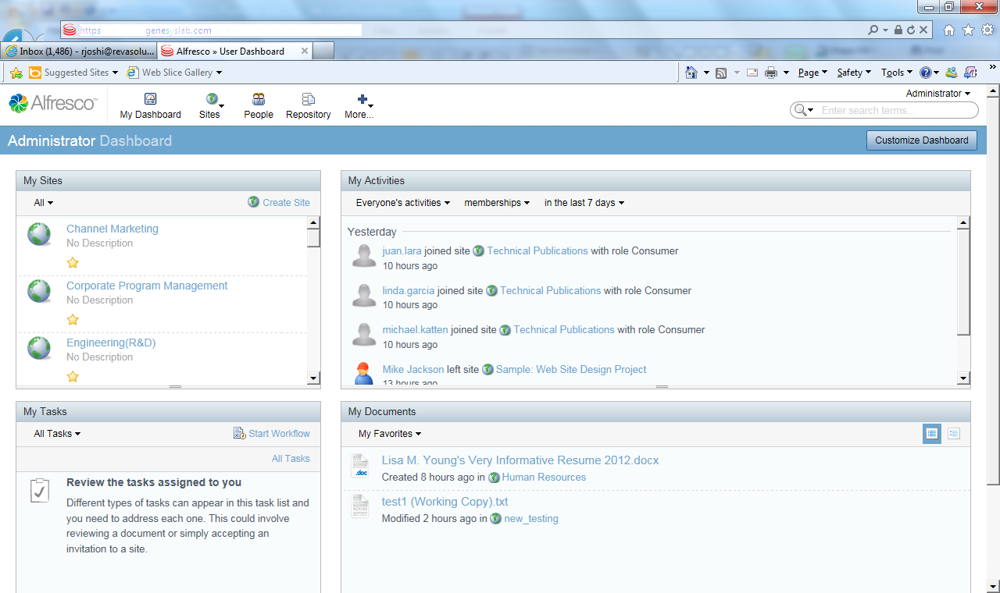 https genesyslab.com
Inbox (1,486) - rjoshi@revasolu...
Alfresco » User Dashboard
Suggested Sites
Web Slice Gallery
Page
Safety
Tools
»
Alfresco™
My Dashboard
Sites
People
Repository
More...
Administrator
Enter search terms...
Administrator Dashboard
Customize Dashboard
My Sites
All
Create Site
Channel Marketing
No Description
Corporate Program Management
No Description
Engineering(R&D)
No Description
My Activities
Everyone's activities
memberships
in the last 7 days
Yesterday
juan.lara joined site Technical Publications with role Consumer
10 hours ago
linda.garcia joined site Technical Publications with role Consumer
10 hours ago
michael.katten joined site Technical Publications with role Consumer
10 hours ago
Mike Jackson left site Sample: Web Site Design Project
13 hours ago
My Tasks
All Tasks
Start Workflow
All Tasks
Review the tasks assigned to you
Different types of tasks can appear in this task list and
you need to address each one. This could involve
reviewing a document or simply accepting an
invitation to a site.
My Documents
My Favorites
.doc
Lisa M. Young's Very Informative Resume 2012.docx
Created 8 hours ago in Human Resources
test1 (Working Copy).txt
Modified 2 hours ago in new_testing